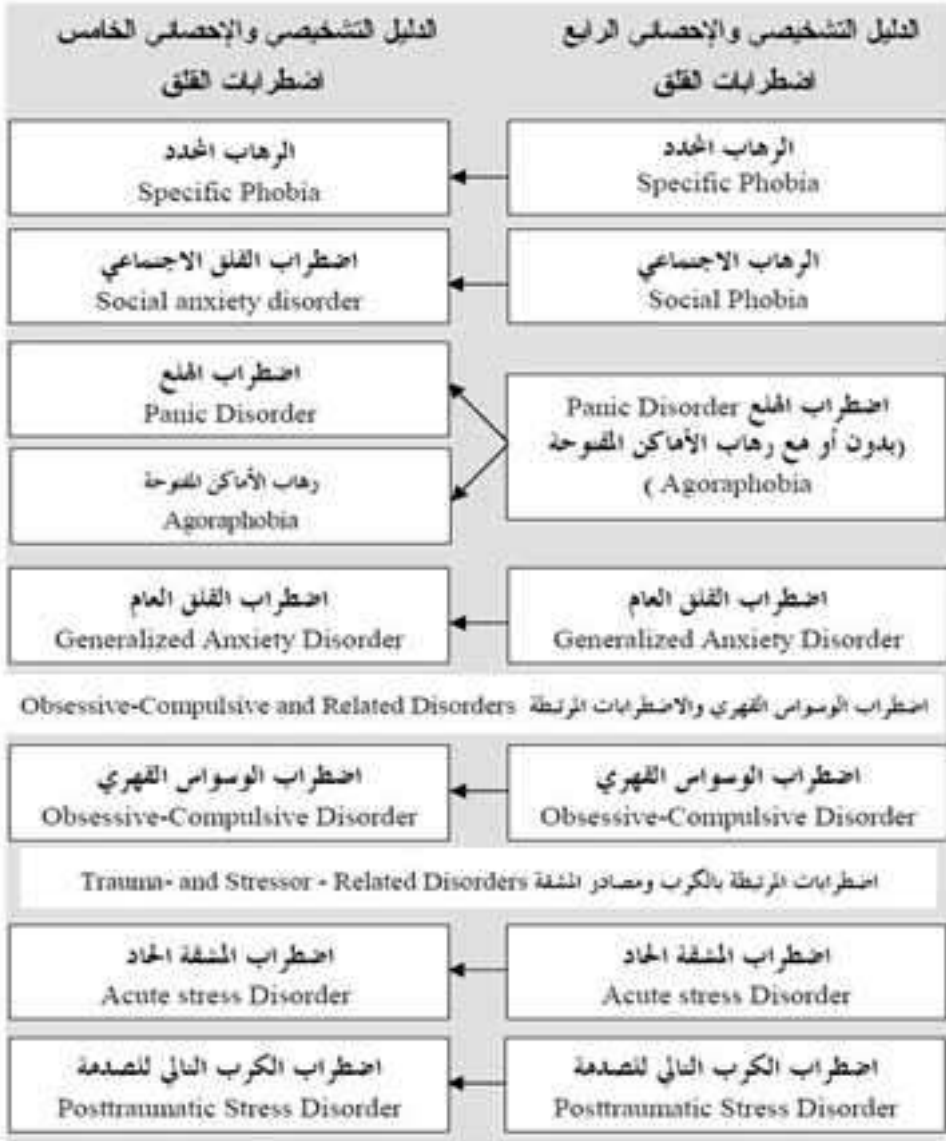 الدليل التشخيصي والإحصائي الرابع
اضطرابات القلق
الدليل التشخيصي والإحصائي الخامس
اضطرابات القلق
الرهاب المحدد
Specific Phobia
الرهاب المحدد
Specific Phobia
الرهاب الاجتماعي
Social Phobia
اضطراب القلق الاجتماعي
Social anxiety disorder
اضطراب الهلع Panic Disorder
(بدون أو مع رهاب الأماكن المفتوحة
Agoraphobia )
اضطراب الهلع
Panic Disorder
رهاب الأماكن المفتوحة
Agoraphobia
اضطراب القلق العام
Generalized Anxiety Disorder
اضطراب القلق العام
Generalized Anxiety Disorder
اضطراب الوسواس القهري والاضطرابات المرتبطة Obsessive-Compulsive and Related Disorders
اضطراب الوسواس القهري
Obsessive-Compulsive Disorder
اضطراب الوسواس القهري
Obsessive-Compulsive Disorder
اضطرابات المرتبطة بالكرب ومصادر المشقة Trauma- and Stressor - Related Disorders
اضطراب المشقة الحاد
Acute stress Disorder
اضطراب المشقة الحاد
Acute stress Disorder
اضطراب الكرب التالي للصدمة
Posttraumatic Stress Disorder
اضطراب الكرب التالي للصدمة
Posttraumatic Stress Disorder